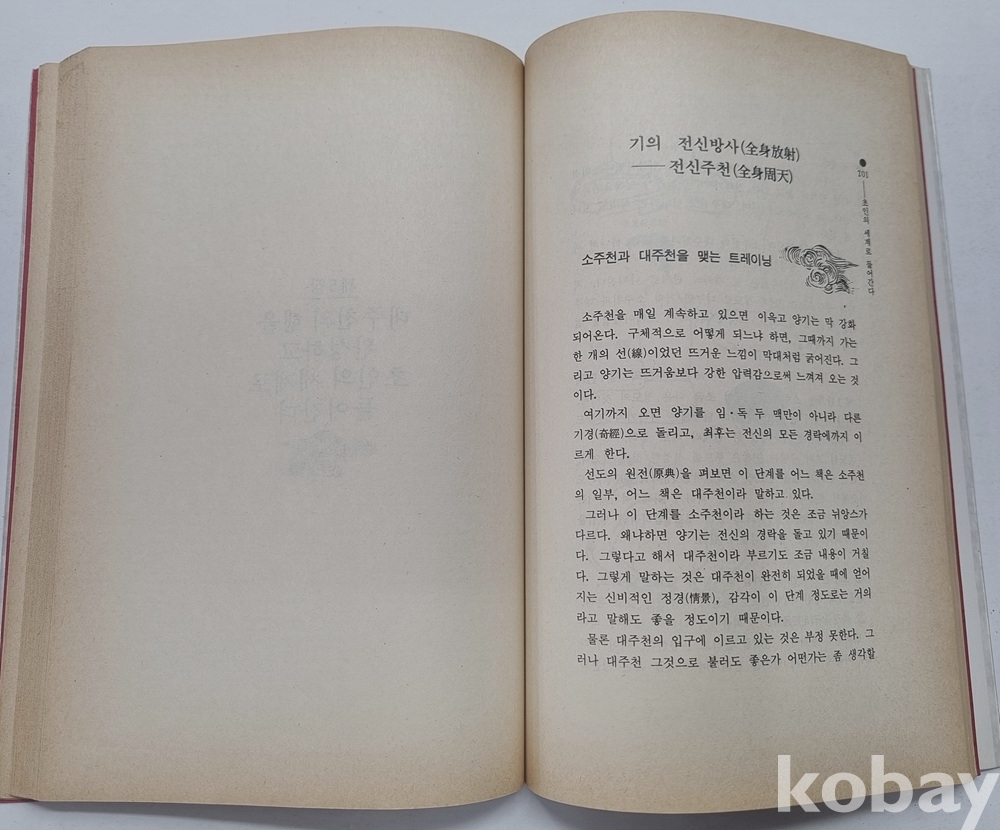 기의 전신방사(全身放射)
── 전신주천(全身周天)
● 101 ── 초인의 세계로 들어간다
소주천과 대주천을 맺는 트레이닝
소주천을 매일 계속하고 있으면 이윽고 양기는 막 강화
되어온다. 구체적으로 어떻게 되느냐 하면, 그때까지 가는
한 개의 선(線)이었던 뜨거운 느낌이 막대처럼 굵어진다. 그
리고 양기는 뜨거움보다 강한 압력감으로써 느껴져 오는 것
이다.
여기까지 오면 양기를 임·독 두 맥만이 아니라 다른
기경(奇經)으로 돌리고, 최후는 전신의 모든 경락에까지 이
르게 한다.
선도의 원전(原典)을 펴보면 이 단계를 어느 책은 소주천
의 일부, 어느 책은 대주천이라 말하고 있다.
그러나 이 단계를 소주천이라 하는 것은 조금 뉘앙스가
다르다. 왜냐하면 양기는 전신의 경락을 돌고 있기 때문이
다. 그렇다고 해서 대주천이라 부르기도 조금 내용이 거칠
다. 그렇게 말하는 것은 대주천이 완전히 되었을 때에 얻어
지는 신비적인 정경(情景), 감각이 이 단계 정도로는 거의
라고 말해도 좋을 정도이기 때문이다.
물론 대주천의 입구에 이르고 있는 것은 부정 못한다. 그
러나 대주천 그것으로 불러도 좋은가 어떤가는 좀 생각할
kobay